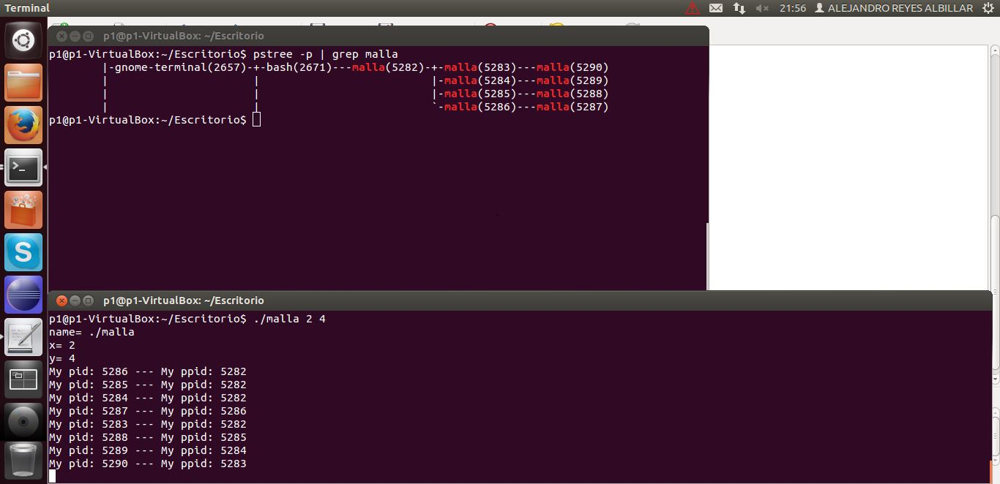 Terminal
21:56 ALEJANDRO REYES ALBILLAR
p1@p1-VirtualBox: ~/Escritorio
p1@p1-VirtualBox:~/Escritorio$ pstree -p | grep malla
        |-gnome-terminal(2657)-+-bash(2671)---malla(5282)-+-malla(5283)---malla(5290)
        |                      |                          |-malla(5284)---malla(5289)
        |                      |                          |-malla(5285)---malla(5288)
        |                      |                          `-malla(5286)---malla(5287)
p1@p1-VirtualBox:~/Escritorio$
p1@p1-VirtualBox: ~/Escritorio
p1@p1-VirtualBox:~/Escritorio$ ./malla 2 4
name= ./malla
x= 2
y= 4
My pid: 5286 --- My ppid: 5282
My pid: 5285 --- My ppid: 5282
My pid: 5284 --- My ppid: 5282
My pid: 5287 --- My ppid: 5286
My pid: 5283 --- My ppid: 5282
My pid: 5288 --- My ppid: 5285
My pid: 5289 --- My ppid: 5284
My pid: 5290 --- My ppid: 5283